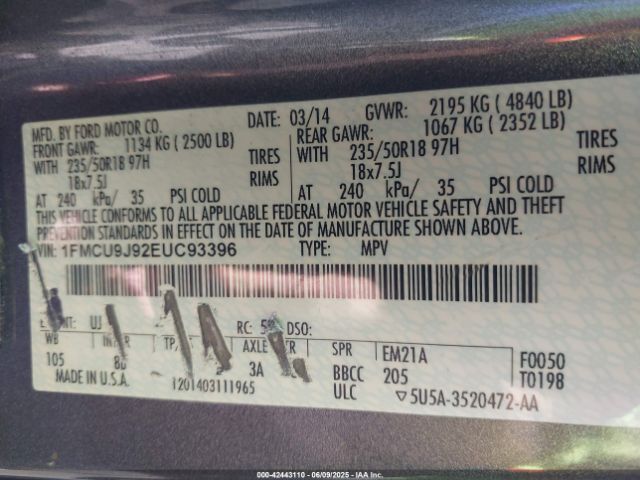 MFD. BY FORD MOTOR CO. DATE: 03/14 GVWR: 2195 KG ( 4840 LB)
FRONT GAWR: 1134 KG ( 2500 LB) REAR GAWR: 1067 KG ( 2352 LB)
WITH 235/50R18 97H TIRES WITH 235/50R18 97H TIRES
18x7.5J RIMS 18x7.5J RIMS
AT 240 kPa/ 35 PSI COLD AT 240 kPa/ 35 PSI COLD
THIS VEHICLE CONFORMS TO ALL APPLICABLE FEDERAL MOTOR VEHICLE SAFETY AND THEFT
PREVENTION STANDARDS IN EFFECT ON THE DATE OF MANUFACTURE SHOWN ABOVE.
VIN: 1FMCU9J92EUC93396 TYPE: MPV
UJ RC: DSO:
WB AXLE SPR EM21A F0050
105 3A BBCC 205 T0198
MADE IN U.S.A. 1201403111965 ULC 5U5A-3520472-AA
000-42443110 - 06/09/2025 - IAA Inc.